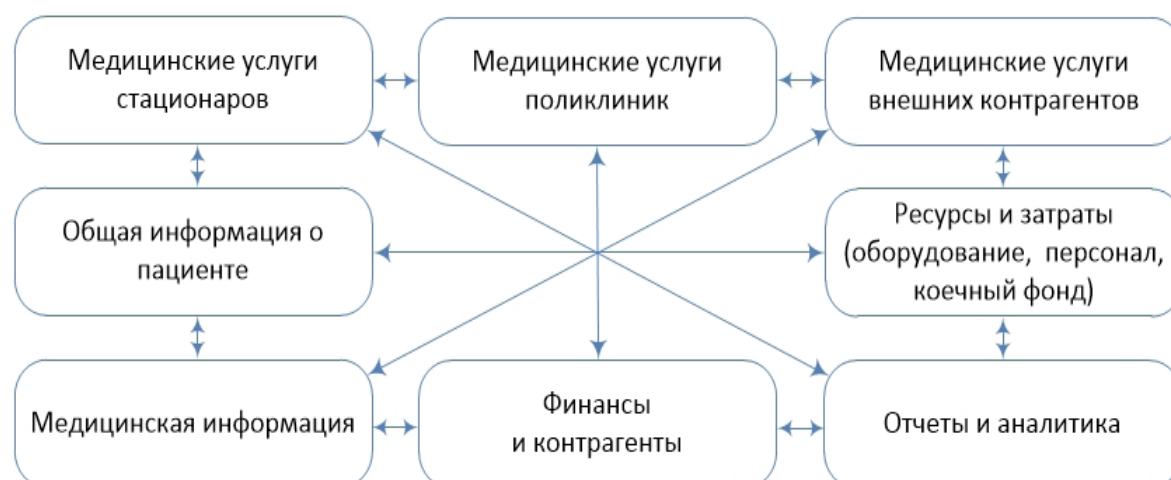 Медицинские услуги
стационаров
Медицинские услуги
поликлиник
Медицинские услуги
внешних контрагентов
Общая информация о
пациенте
Ресурсы и затраты
(оборудование, персонал,
коечный фонд)
Медицинская информация
Финансы
и контрагенты
Отчеты и аналитика